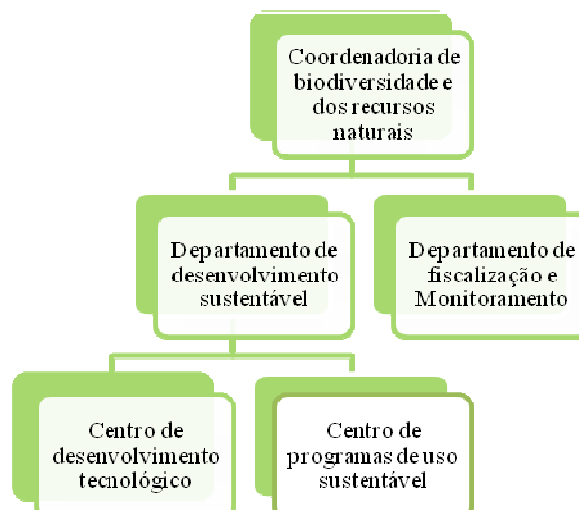 Coordenadoria de
biodiversidade e
dos recursos
naturais
Departamento de
desenvolvimento
sustentável
Departamento de
fiscalização e
Monitoramento
Centro de
desenvolvimento
tecnológico
Centro de
programas de uso
sustentável